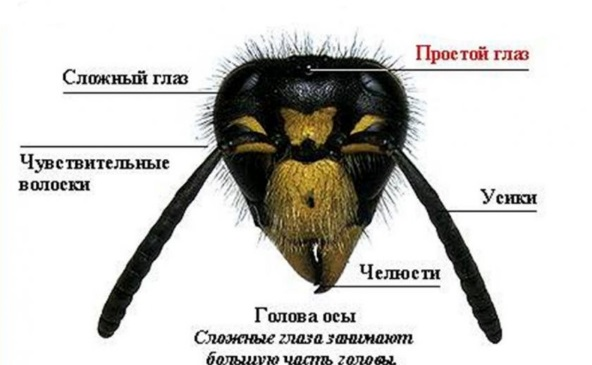 Простой глаз
Сложный глаз
Чувствительные
волоски
Усики
Челюсти
Голова осы
Сложные глаза занимают
большую часть головы.